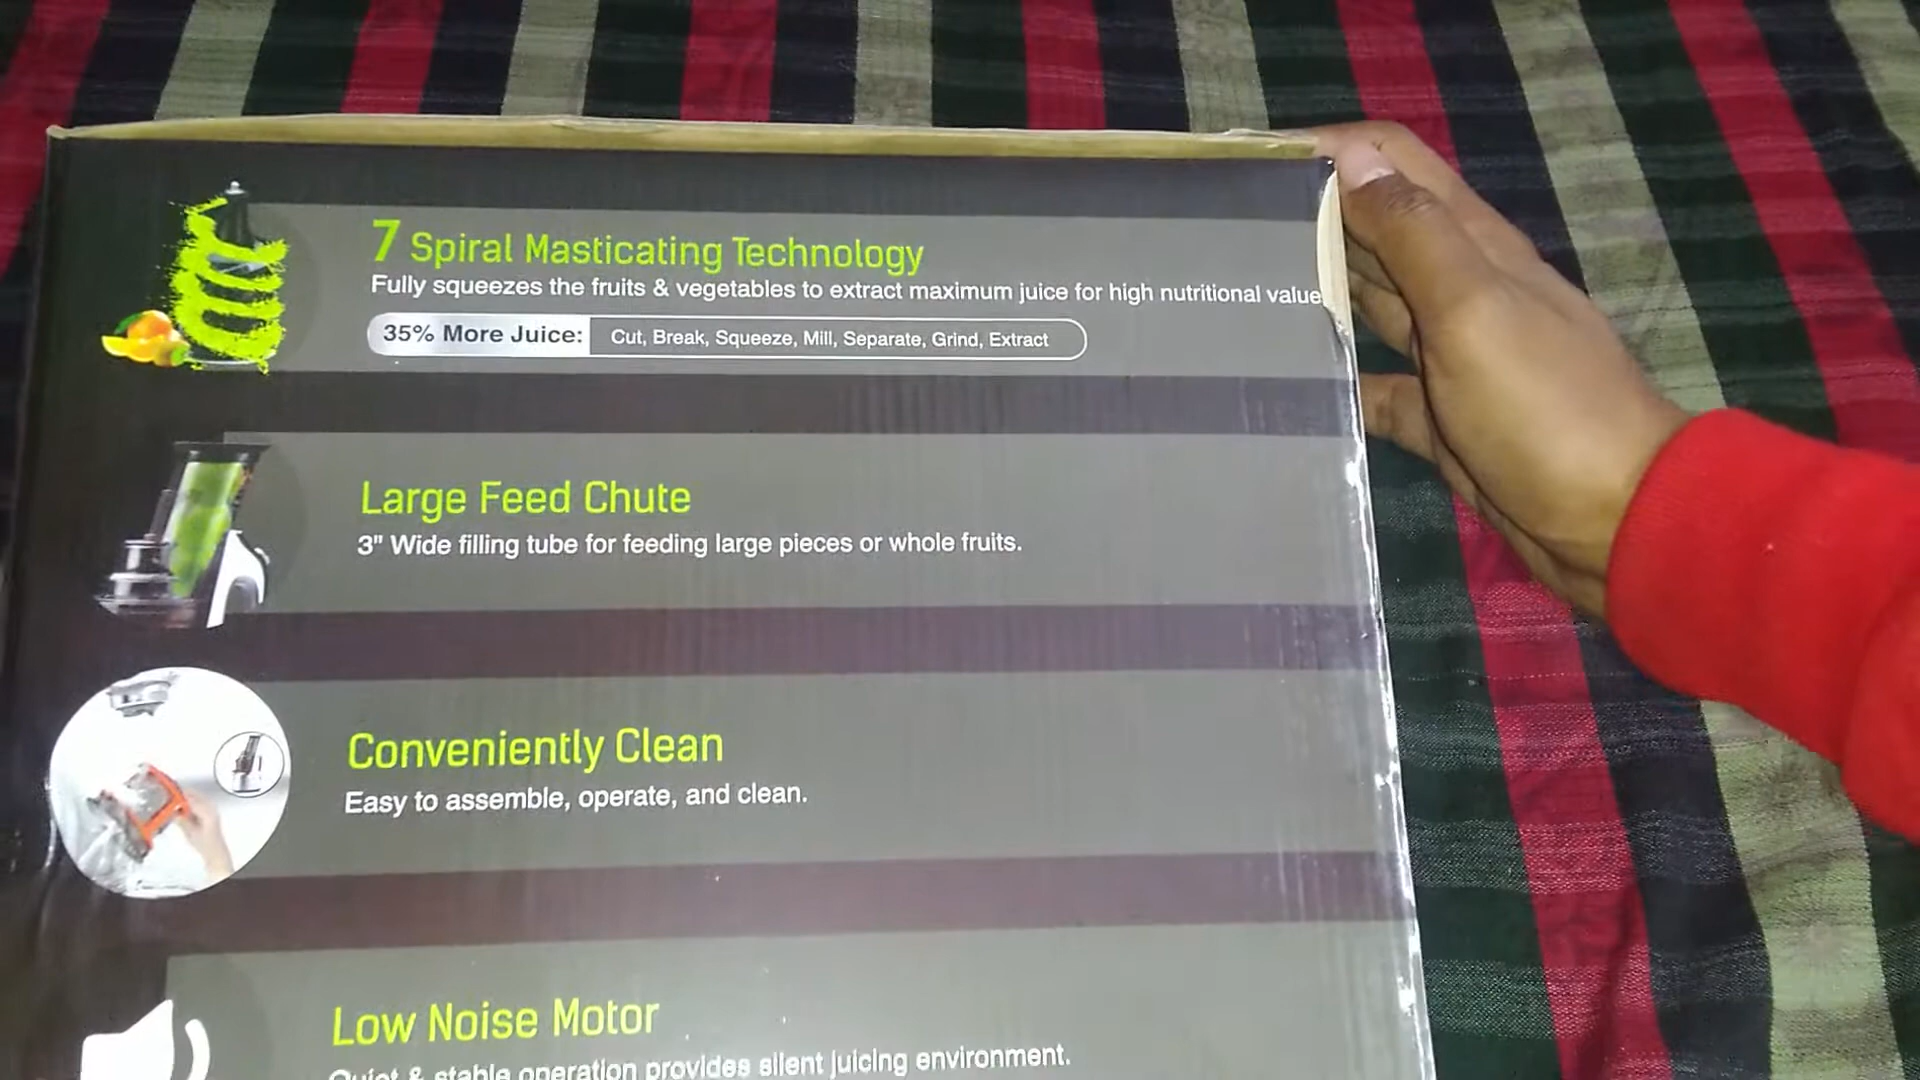 7 Spiral Masticating Technology
Fully squeezes the fruits & vegetables to extract maximum juice for high nutritional value
35% More Juice: Cut, Break, Squeeze, Mill, Separate, Grind, Extract
Large Feed Chute
3" Wide filling tube for feeding large pieces or whole fruits.
Conveniently Clean
Easy to assemble, operate, and clean.
Low Noise Motor
Quiet & stable operation provides silent juicing environment.